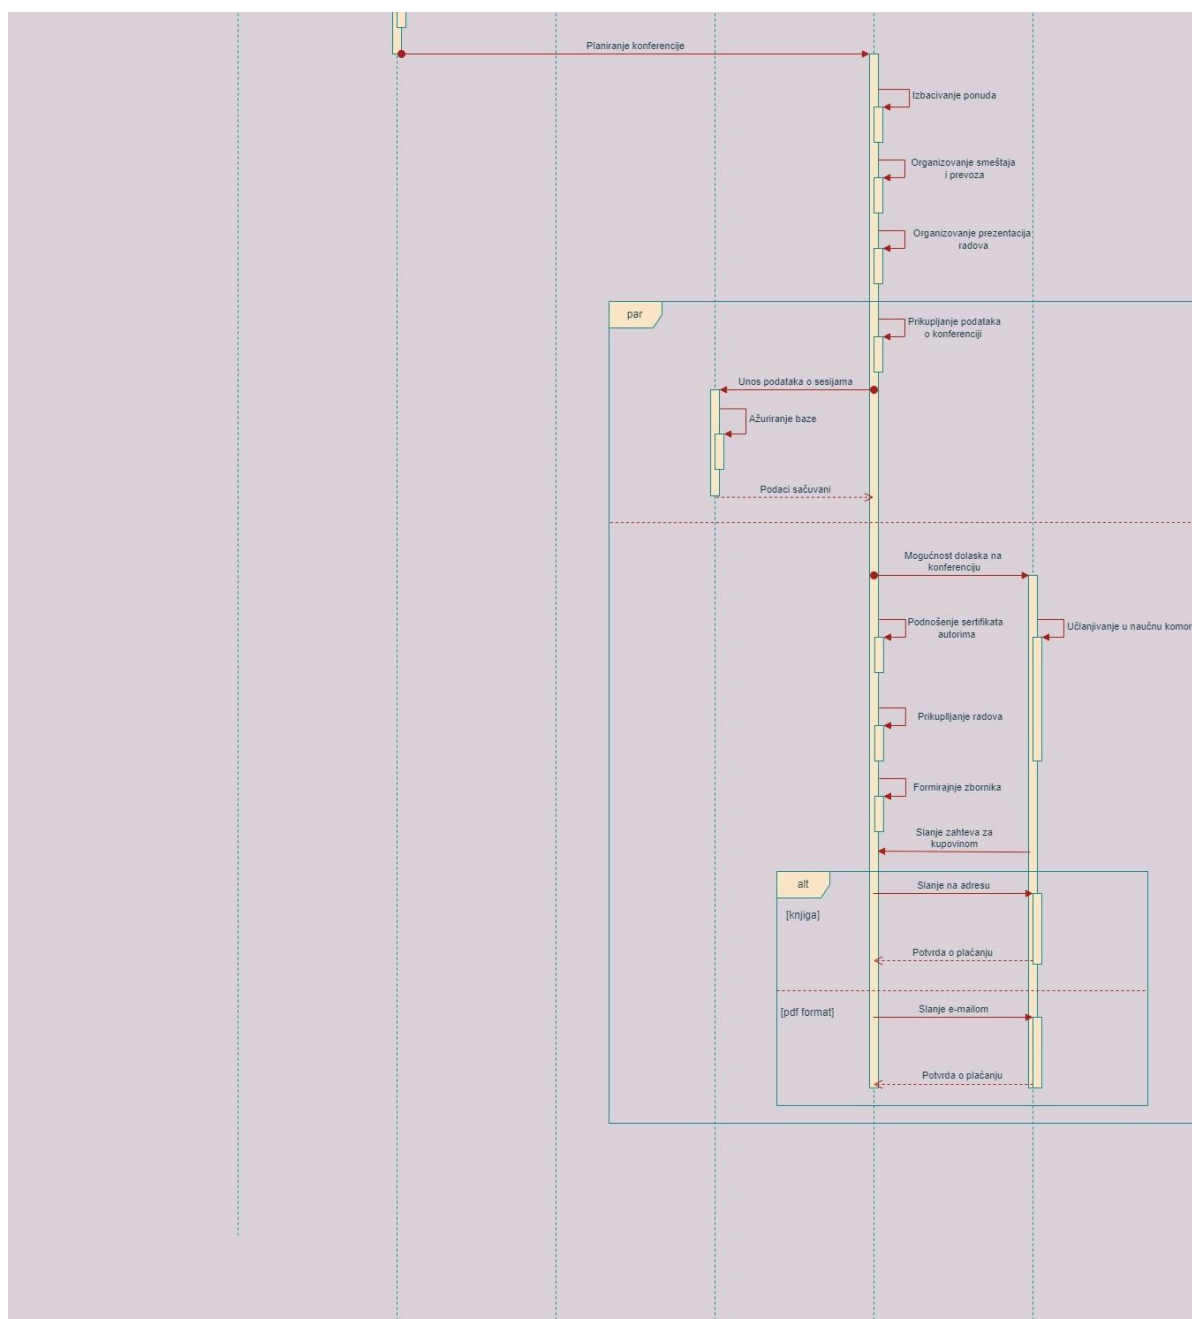 Planiranje konferencije
Izbacivanje ponuda
Organizovanje smeštaja
i prevoza
Organizovanje prezentacija
radova
par
Prikupljanje podataka
o konferenciji
Unos podataka o sesijama
Ažuriranje baze
Podaci sačuvani
Mogućnost dolaska na
konferenciju
Podnošenje sertifikata
autorima
Učlanjivanje u naučnu komor
Prikuplljanje radova
Formirajnje zbornika
Slanje zahteva za
kupovinom
alt
Slanje na adresu
[knjiga]
Potvrda o plaćanju
Slanje e-mailom
[pdf format]
Potvrda o plaćanju